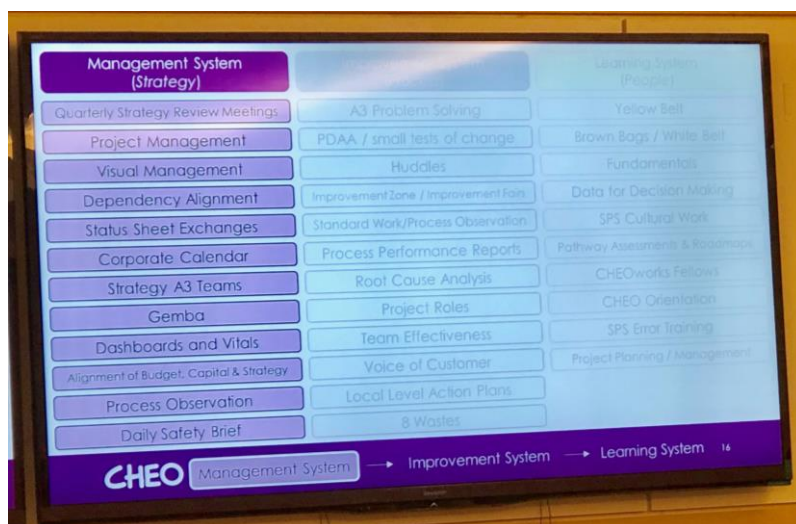 Management System
(Strategy)
Quarterly Strategy Review Meetings
Project Management
Visual Management
Dependency Alignment
Status Sheet Exchanges
Corporate Calendar
Strategy A3 Teams
Gemba
Dashboards and Vitals
Alignment of Budget, Capital & Strategy
Process Observation
Daily Safety Brief
A3 Problem Solving
PDAA / small tests of change
Huddles
Improvement Zone / Improvement Fair
Standard Work/Process Observation
Process Performance Reports
Root Cause Analysis
Project Roles
Team Effectiveness
Voice of Customer
Local Level Action Plans
8 Wastes
Learning System
(People)
Yellow Belt
Brown Bags / White Belt
Fundamentals
Data for Decision Making
SPS Cultural Work
Pathway Assessments & Roadmaps
CHEOworks Fellows
CHEO Orientation
SPS Error Training
Project Planning / Management
CHEO Management System → Improvement System → Learning System 16